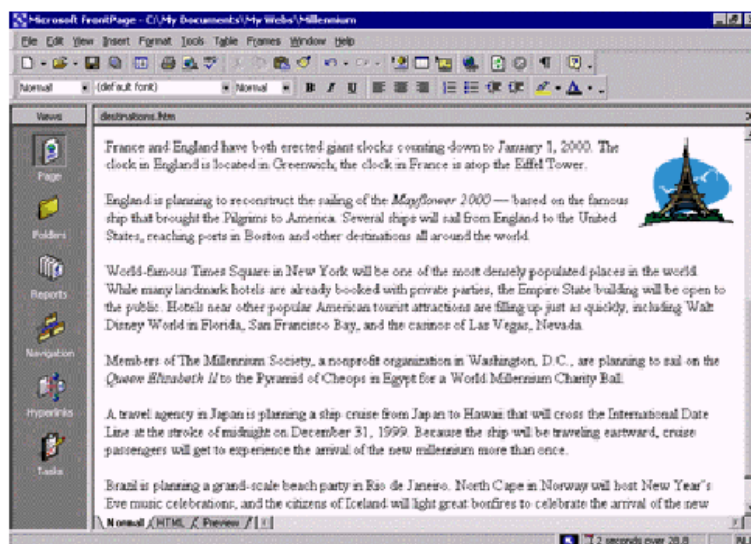 Microsoft FrontPage - C:\My Documents\My Webs\Millennium
File Edit View Insert Format Tools Table Frames Window Help
Normal (default font) Normal B I U
Views destinations.htm
France and England have both erected giant clocks counting down to January 1, 2000. The
clock in England is located in Greenwich; the clock in France is atop the Eiffel Tower.
England is planning to reconstruct the sailing of the Mayflower 2000 — based on the famous
ship that brought the Pilgrims to America. Several ships will sail from England to the United
States, reaching ports in Boston and other destinations all around the world.
World-famous Times Square in New York will be one of the most densely populated places in the world.
While many landmark hotels are already booked with private parties, the Empire State building will be open to
the public. Hotels near other popular American tourist attractions are filling up just as quickly, including Walt
Disney World in Florida, San Francisco Bay, and the casinos of Las Vegas, Nevada.
Members of The Millennium Society, a nonprofit organization in Washington, D.C., are planning to sail on the
Queen Elizabeth II to the Pyramid of Cheops in Egypt for a World Millennium Charity Ball.
A travel agency in Japan is planning a ship cruise from Japan to Hawaii that will cross the International Date
Line at the stroke of midnight on December 31, 1999. Because the ship will be traveling eastward, cruise
passengers will get to experience the arrival of the new millennium more than once.
Brazil is planning a grand-scale beach party in Rio de Janeiro. North Cape in Norway will host New Year's
Eve music celebrations, and the citizens of Iceland will light great bonfires to celebrate the arrival of the new
Page
Folders
Reports
Navigation
Hyperlinks
Tasks
Normal HTML Preview
2 seconds over 28.8